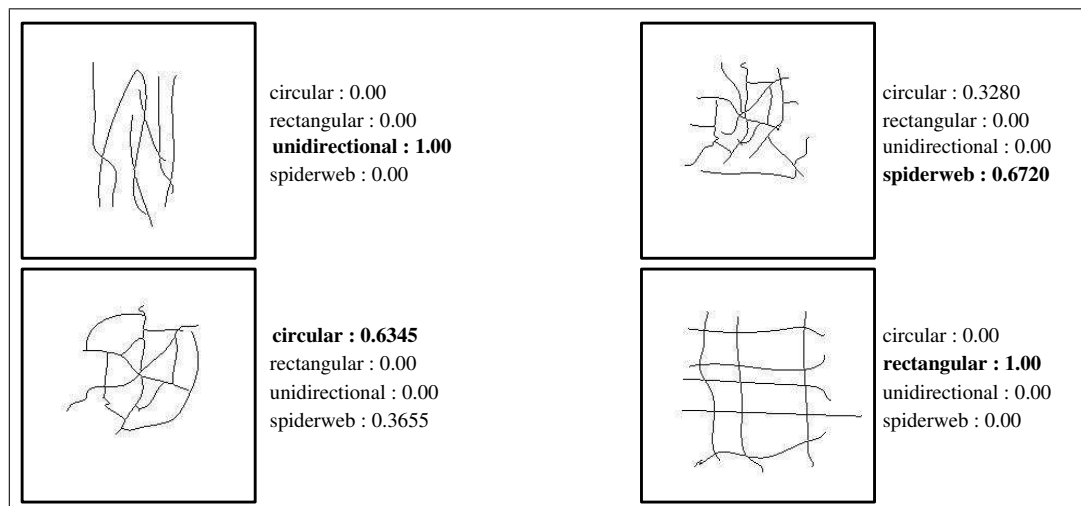 circular : 0.00
rectangular : 0.00
unidirectional : 1.00
spiderweb : 0.00
circular : 0.3280
rectangular : 0.00
unidirectional : 0.00
spiderweb : 0.6720
circular : 0.6345
rectangular : 0.00
unidirectional : 0.00
spiderweb : 0.3655
circular : 0.00
rectangular : 1.00
unidirectional : 0.00
spiderweb : 0.00